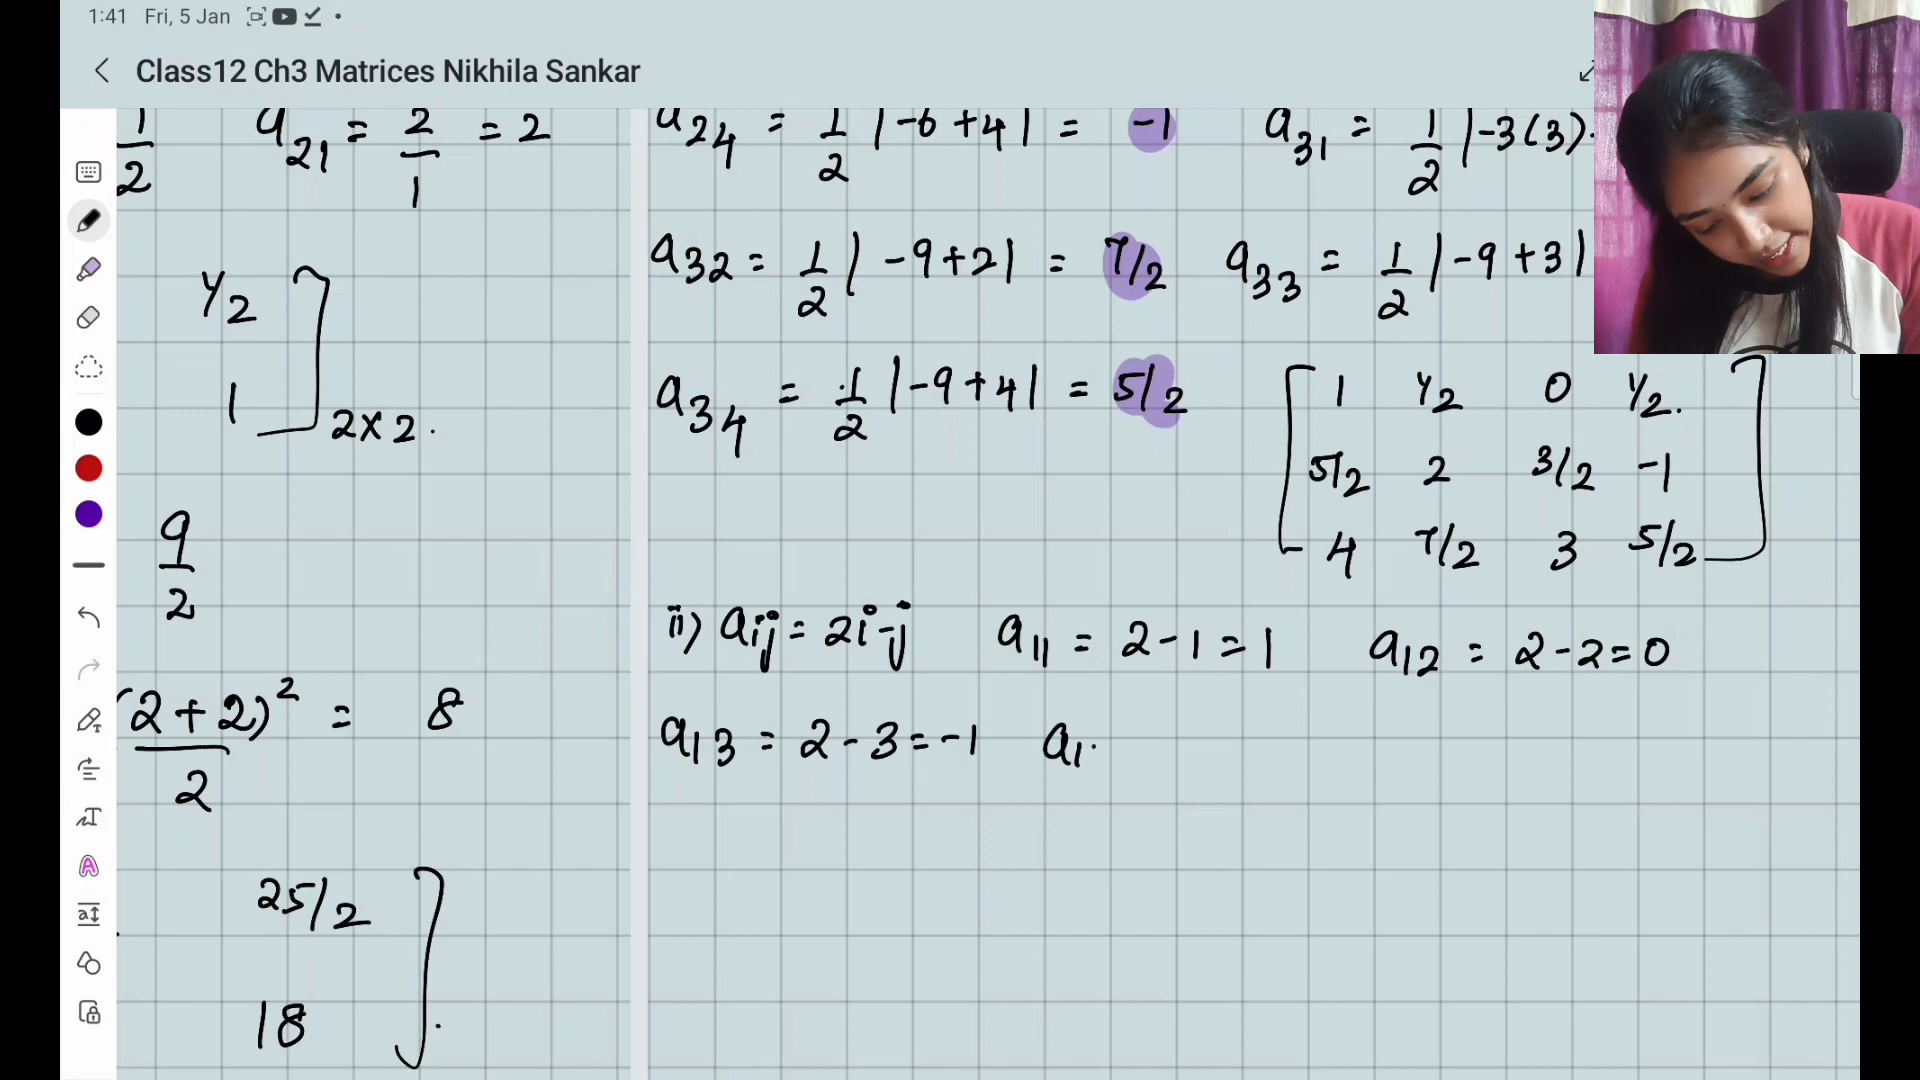 1:41 Fri, 5 Jan
Class12 Ch3 Matrices Nikhila Sankar
1/2 a21 = 2/1 = 2
1/2
1 ]2×2.
9/2
(2+2)²/2 = 8
25/2
18 ]
a24 = 1/2 |-6+4| = -1 a31 = 1/2 |-3(3)
a32 = 1/2 |-9+2| = 7/2 a33 = 1/2 |-9+3|
a34 = 1/2 |-9+4| = 5/2
[ 1 1/2 0 1/2.
5/2 2 3/2 -1
4 7/2 3 5/2 ]
ii) aij = 2i-j a11 = 2-1=1 a12 = 2-2=0
a13 = 2-3=-1 a1